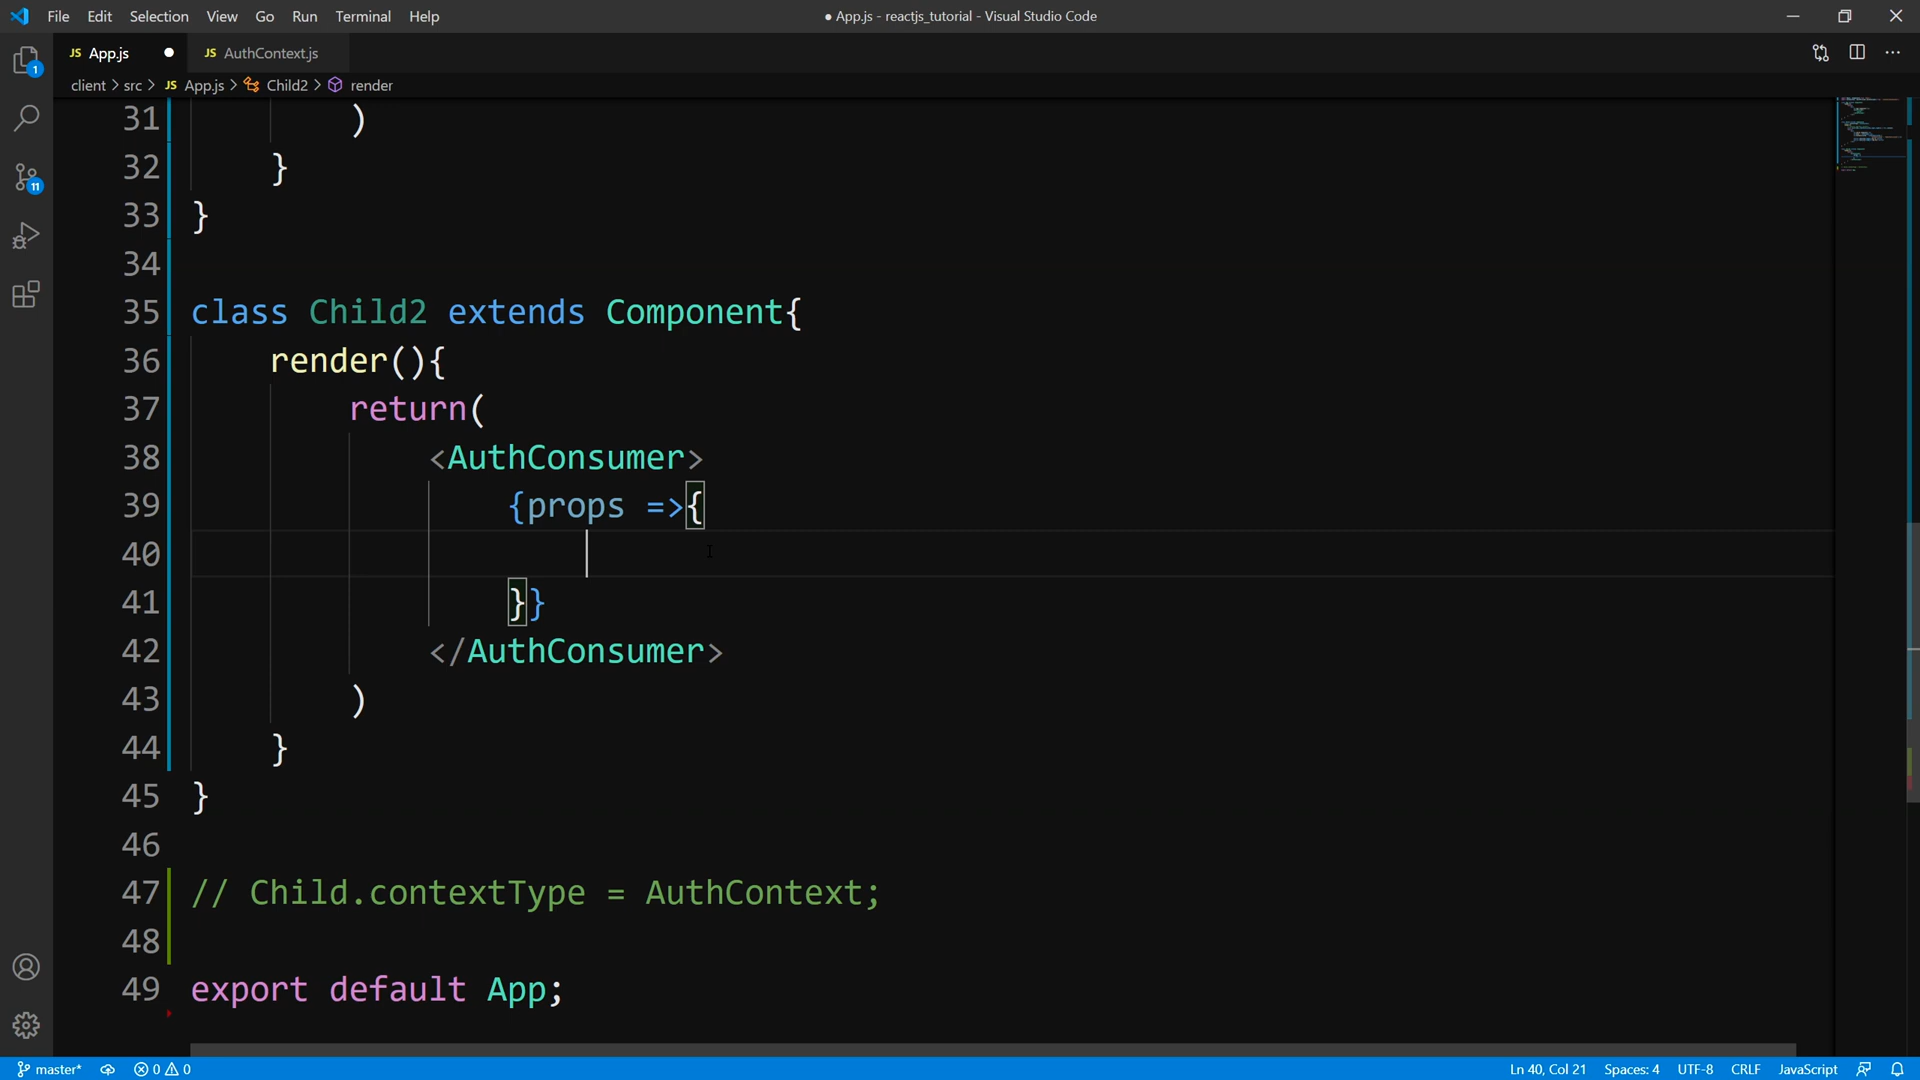 File Edit Selection View Go Run Terminal Help
● App.js - reactjs_tutorial - Visual Studio Code
JS App.js ● JS AuthContext.js
client > src > JS App.js > Child2 > render
1
11
31 )
32 }
33 }
34
35 class Child2 extends Component{
36 render(){
37 return(
38 <AuthConsumer>
39 {props =>{
40
41 }}
42 </AuthConsumer>
43 )
44 }
45 }
46
47 // Child.contextType = AuthContext;
48
49 export default App;
master* 0 0 Ln 40, Col 21 Spaces: 4 UTF-8 CRLF JavaScript